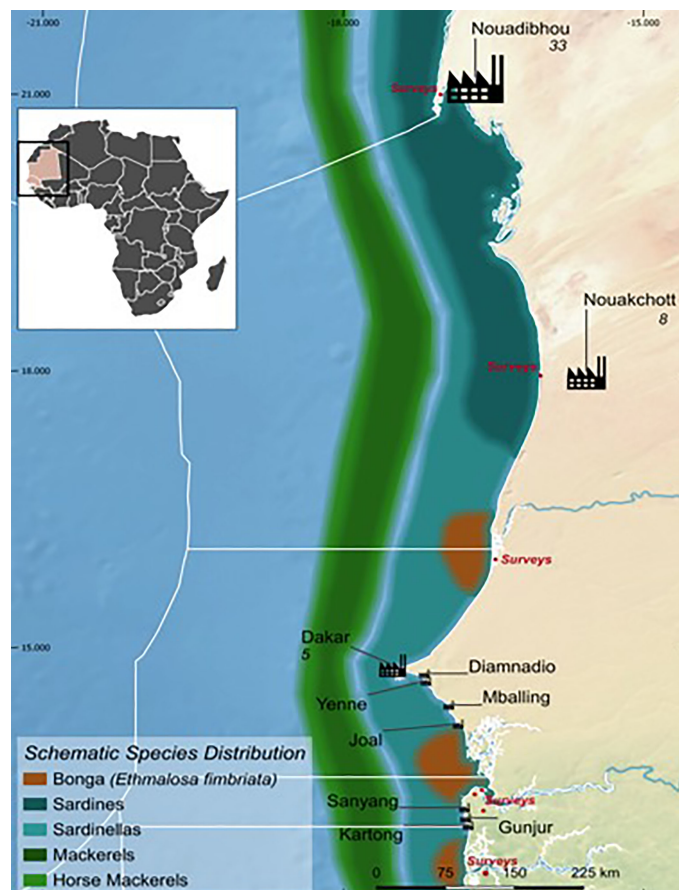 -21.000
-18.000
-15.000
Nouadibhou
33
Surveys
21.000
Nouakchott
8
Surveys
18.000
Surveys
Dakar
5
15.000
Diamnadio
Yenne
Mballing
Joal
Schematic Species Distribution
Bonga (Ethmalosa fimbriata)
Sardines
Sardinellas
Mackerels
Horse Mackerels
Sanyang
Surveys
Kartong
Gunjur
Surveys
0 75 150 225 km